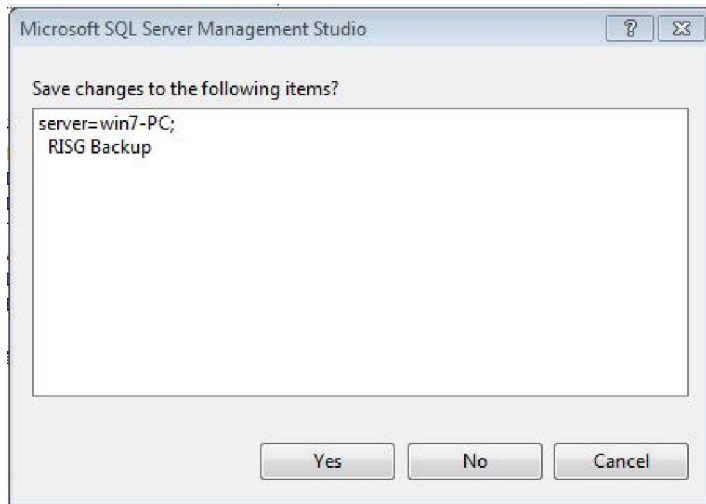 Microsoft SQL Server Management Studio
Save changes to the following items?
server=win7-PC;
RISG Backup
Yes No Cancel